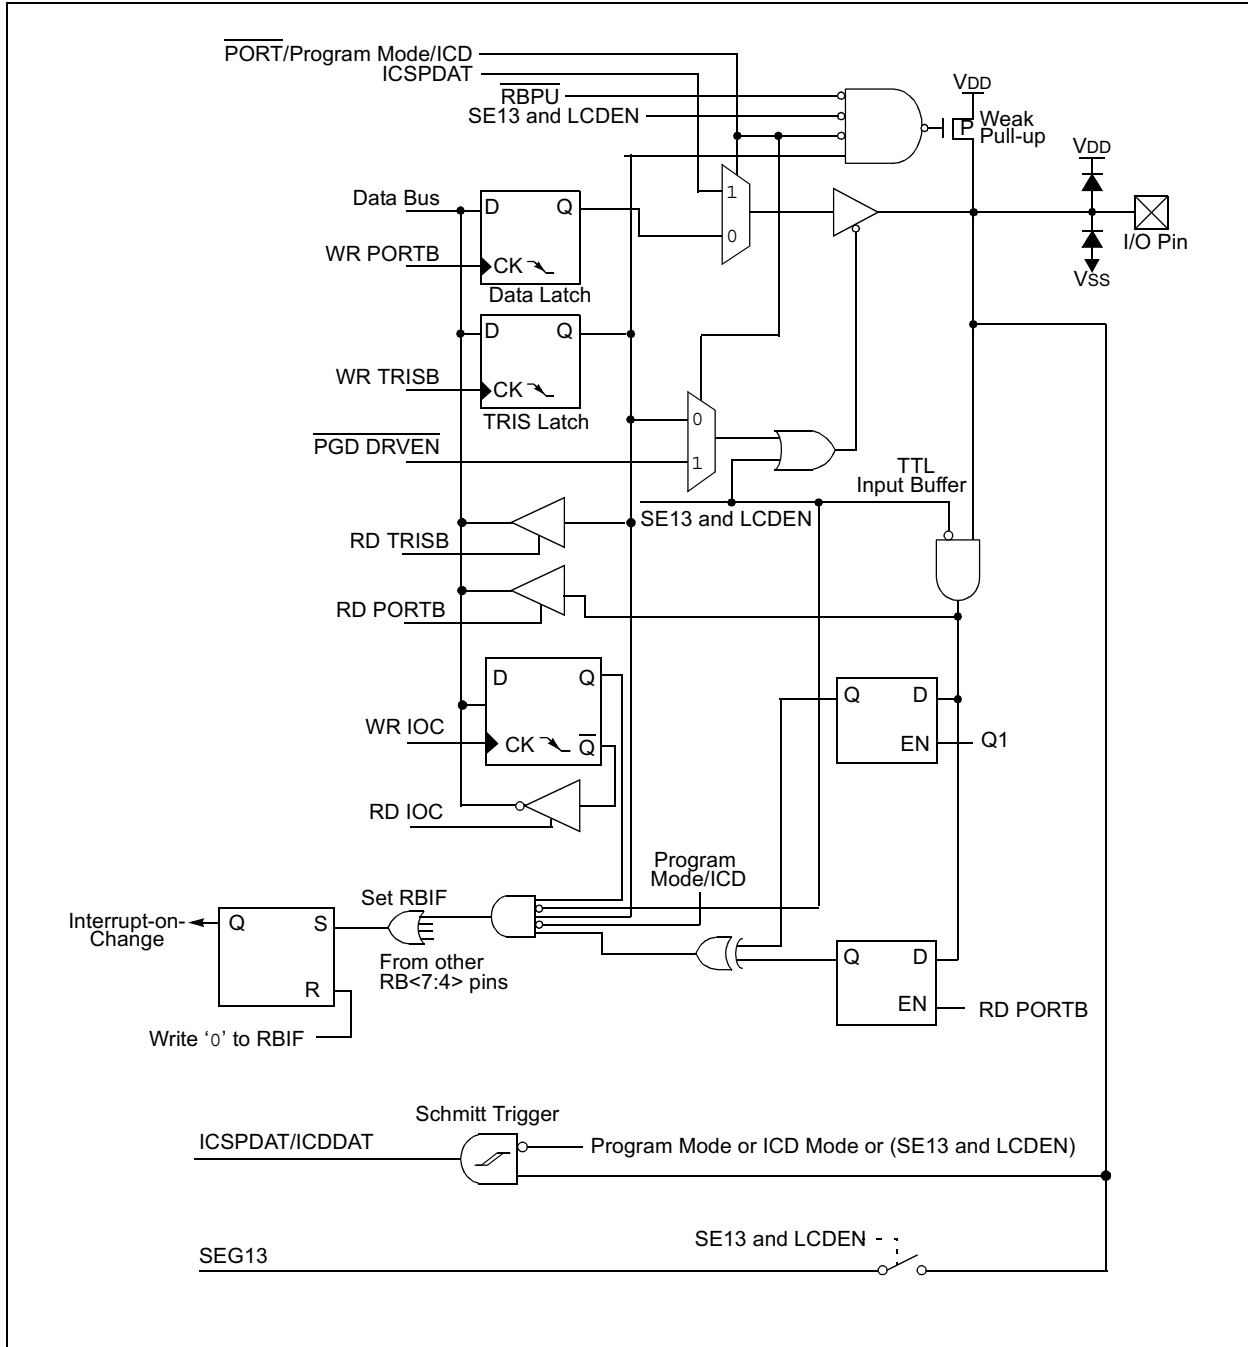 PORT/Program Mode/ICD
ICSPDAT
RBPU
SE13 and LCDEN
VDD
P
Weak
Pull-up
VDD
I/O Pin
VSS
1
0
Data Bus
D
Q
WR PORTB
CK
Data Latch
D
Q
WR TRISB
CK
TRIS Latch
PGD DRVEN
0
1
TTL
Input Buffer
SE13 and LCDEN
RD TRISB
RD PORTB
D
Q
WR IOC
CK
Q
RD IOC
Q
D
EN
Q1
Program
Mode/ICD
Set RBIF
Interrupt-on-
Change
Q
S
R
From other
RB<7:4> pins
Write ‘0’ to RBIF
Q
D
EN
RD PORTB
Schmitt Trigger
ICSPDAT/ICDDAT
Program Mode or ICD Mode or (SE13 and LCDEN)
SE13 and LCDEN
SEG13